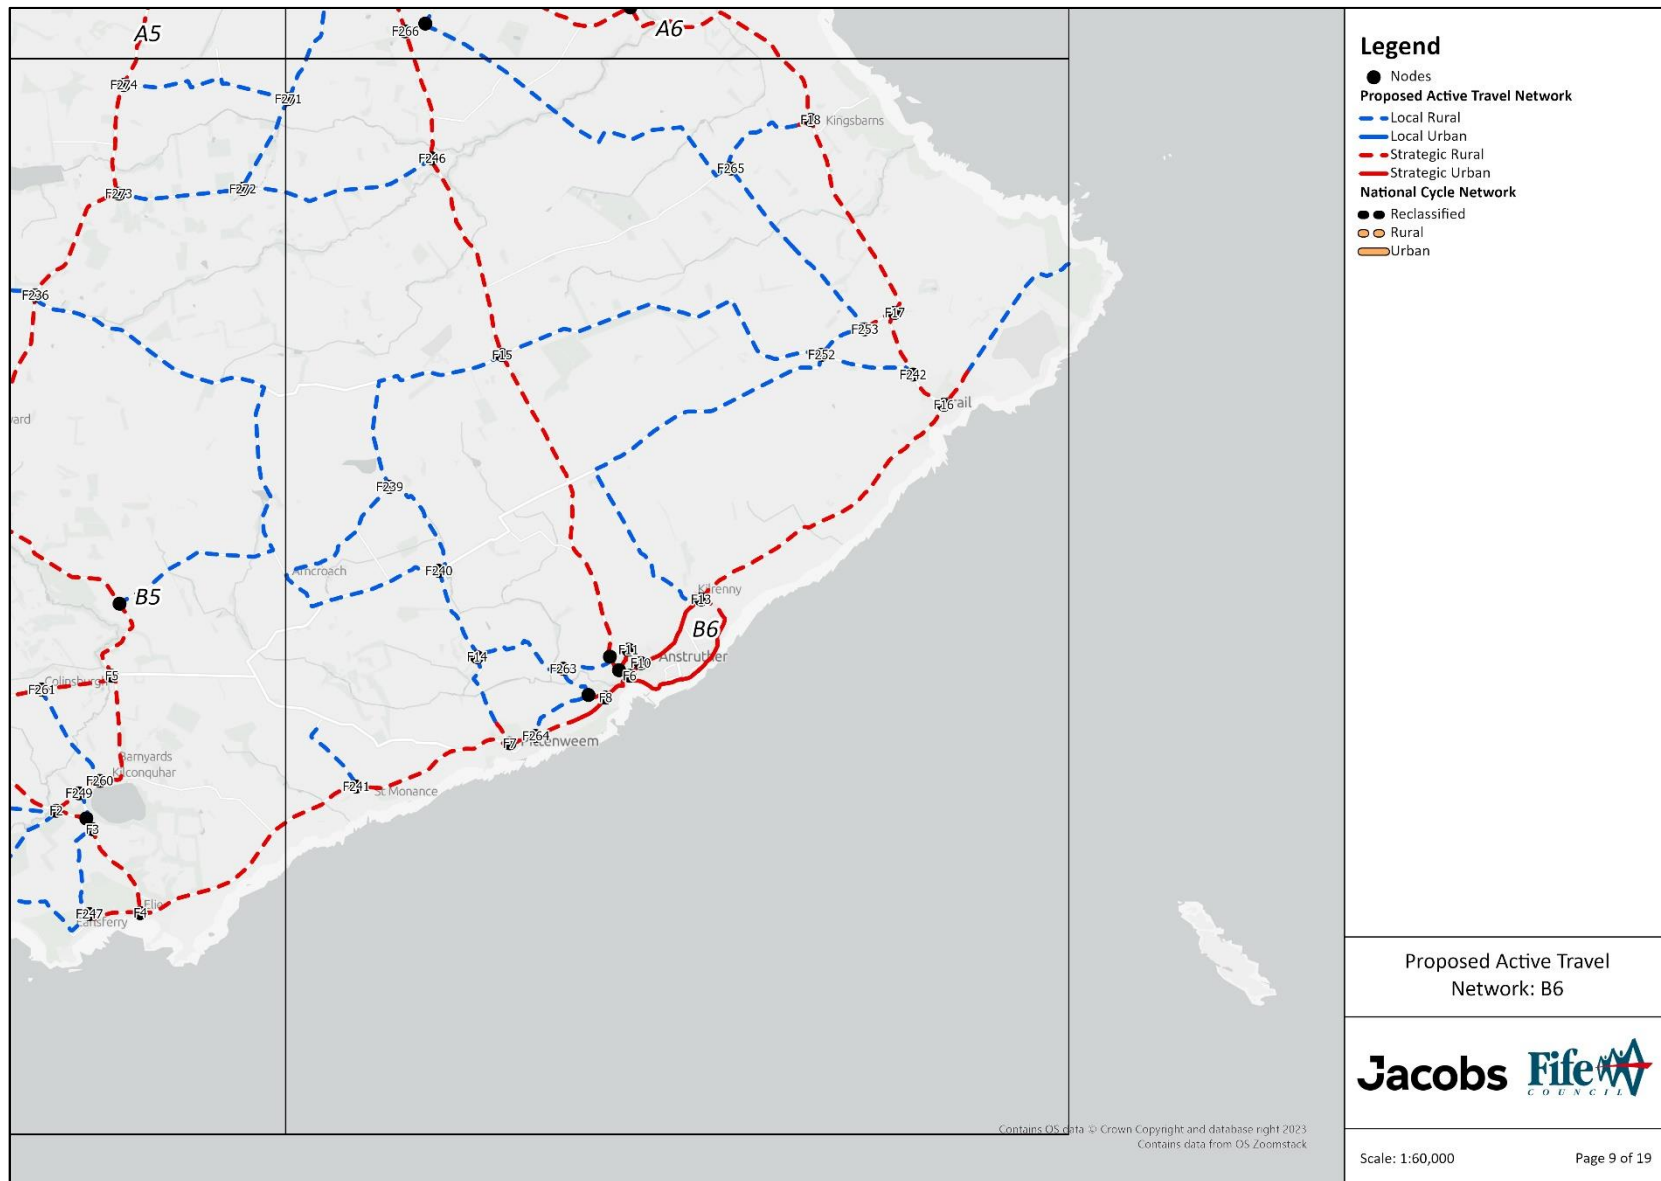 A5
F266
A6
F274
F271
F18
Kingsbarns
F246
F265
F273
F272
F236
F17
F253
F15
F252
F242
F16
rail
ard
F239
Arncroach
F240
B5
Kilrenny
F13
B6
F11
F14
F10
Anstruther
F263
F6
F5
Colinsburgh
F261
F8
F264
F7
Pittenweem
Barnyards
Kilconquhar
F260
F249
F241
St Monance
F2
F3
Elie
F247
F4
Earlsferry
Contains OS data © Crown Copyright and database right 2023
Contains data from OS Zoomstack
Legend
Nodes
Proposed Active Travel Network
Local Rural
Local Urban
Strategic Rural
Strategic Urban
National Cycle Network
Reclassified
Rural
Urban
Proposed Active Travel
Network: B6
Jacobs
Fife
COUNCIL
Scale: 1:60,000
Page 9 of 19